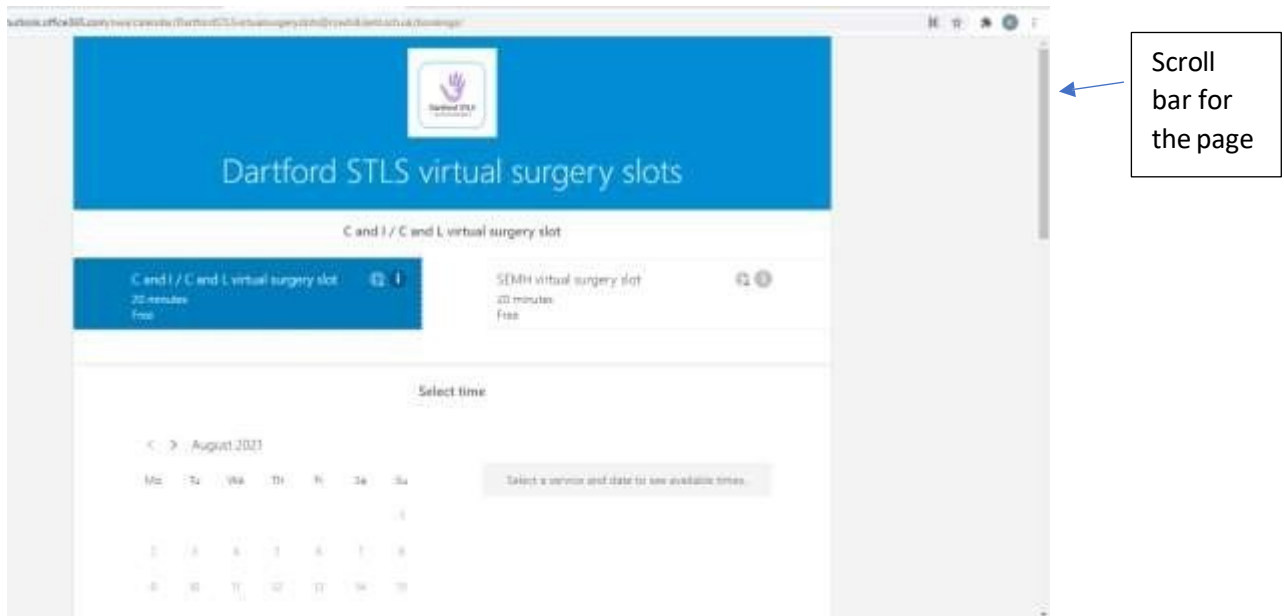 Dartford STLS
Dartford STLS virtual surgery slots
C and I / C and L virtual surgery slot
C and I / C and L virtual surgery slot
20 minutes
Free
SEMH virtual surgery slot
20 minutes
Free
Select time
August 2021
Mo Tu We Th Fr Sa Su
Select a service and date to see available times.
1
2 3 4 5 6 7 8
9 10 11 12 13 14 15
Scroll
bar for
the page